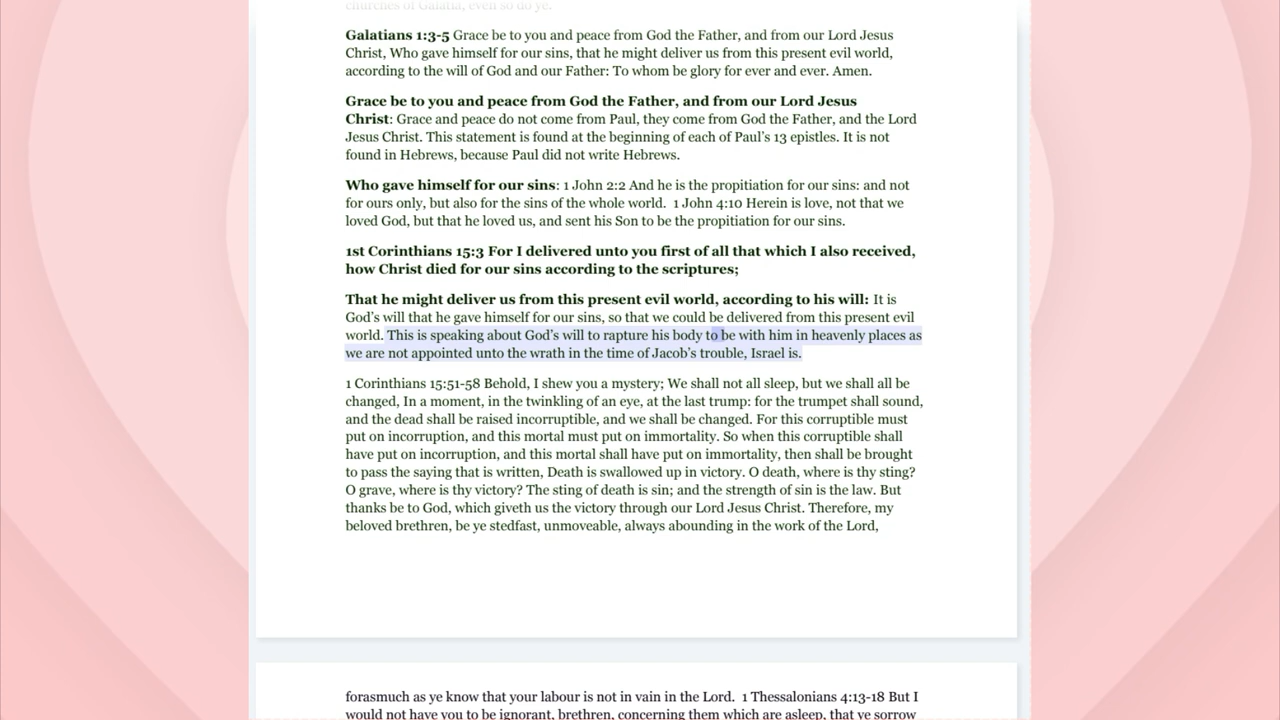 churches of Galatia, even so do ye.
Galatians 1:3-5 Grace be to you and peace from God the Father, and from our Lord Jesus
Christ, Who gave himself for our sins, that he might deliver us from this present evil world,
according to the will of God and our Father: To whom be glory for ever and ever. Amen.
Grace be to you and peace from God the Father, and from our Lord Jesus
Christ: Grace and peace do not come from Paul, they come from God the Father, and the Lord
Jesus Christ. This statement is found at the beginning of each of Paul's 13 epistles. It is not
found in Hebrews, because Paul did not write Hebrews.
Who gave himself for our sins: 1 John 2:2 And he is the propitiation for our sins: and not
for ours only, but also for the sins of the whole world.  1 John 4:10 Herein is love, not that we
loved God, but that he loved us, and sent his Son to be the propitiation for our sins.
1st Corinthians 15:3 For I delivered unto you first of all that which I also received,
how Christ died for our sins according to the scriptures;
That he might deliver us from this present evil world, according to his will: It is
God's will that he gave himself for our sins, so that we could be delivered from this present evil
world. This is speaking about God's will to rapture his body to be with him in heavenly places as
we are not appointed unto the wrath in the time of Jacob's trouble, Israel is.
1 Corinthians 15:51-58 Behold, I shew you a mystery; We shall not all sleep, but we shall all be
changed, In a moment, in the twinkling of an eye, at the last trump: for the trumpet shall sound,
and the dead shall be raised incorruptible, and we shall be changed. For this corruptible must
put on incorruption, and this mortal must put on immortality. So when this corruptible shall
have put on incorruption, and this mortal shall have put on immortality, then shall be brought
to pass the saying that is written, Death is swallowed up in victory. O death, where is thy sting?
O grave, where is thy victory? The sting of death is sin; and the strength of sin is the law. But
thanks be to God, which giveth us the victory through our Lord Jesus Christ. Therefore, my
beloved brethren, be ye stedfast, unmoveable, always abounding in the work of the Lord,
forasmuch as ye know that your labour is not in vain in the Lord.  1 Thessalonians 4:13-18 But I
would not have you to be ignorant, brethren, concerning them which are asleep, that ye sorrow